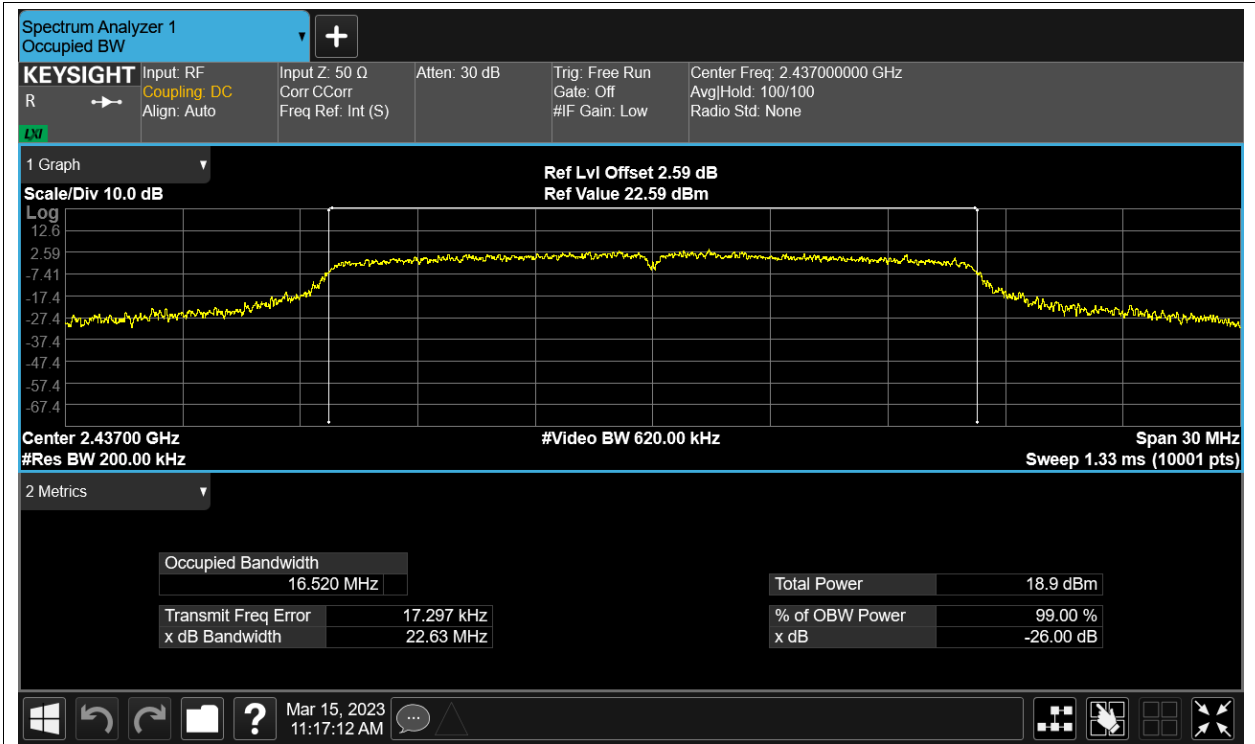 Spectrum Analyzer 1
Occupied BW
KEYSIGHT
R
LXI
Input: RF
Coupling: DC
Align: Auto
Input Z: 50 Ω
Corr CCorr
Freq Ref: Int (S)
Atten: 30 dB
Trig: Free Run
Gate: Off
#IF Gain: Low
Center Freq: 2.437000000 GHz
Avg|Hold: 100/100
Radio Std: None
1 Graph
Scale/Div 10.0 dB
Ref Lvl Offset 2.59 dB
Ref Value 22.59 dBm
Log
12.6
2.59
-7.41
-17.4
-27.4
-37.4
-47.4
-57.4
-67.4
Center 2.43700 GHz
#Res BW 200.00 kHz
#Video BW 620.00 kHz
Span 30 MHz
Sweep 1.33 ms (10001 pts)
2 Metrics
Occupied Bandwidth
16.520 MHz
Transmit Freq Error 17.297 kHz
x dB Bandwidth 22.63 MHz
Total Power 18.9 dBm
% of OBW Power 99.00 %
x dB -26.00 dB
?
Mar 15, 2023
11:17:12 AM